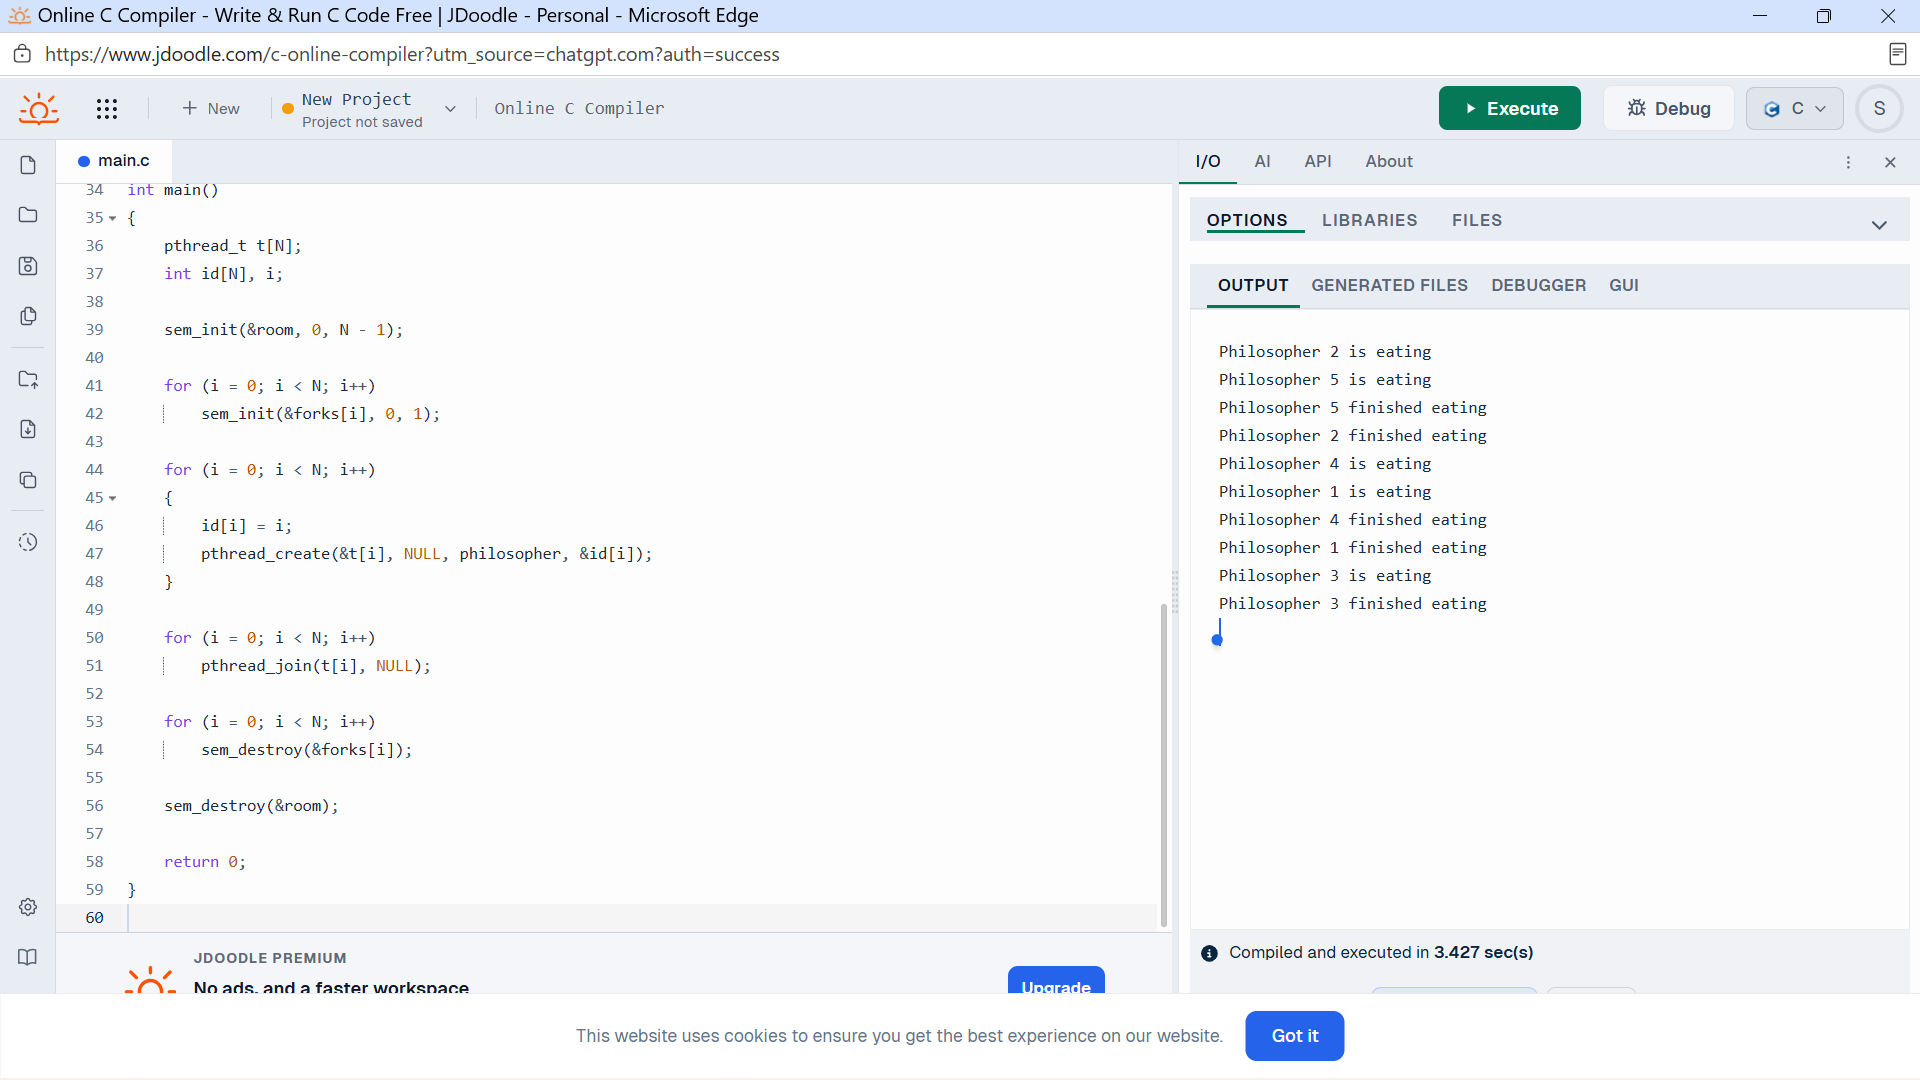 Online C Compiler - Write & Run C Code Free | JDoodle - Personal - Microsoft Edge
https://www.jdoodle.com/c-online-compiler?utm_source=chatgpt.com?auth=success
New
New Project
Project not saved
Online C Compiler
Execute
Debug
C
S
main.c
34 int main()
35 {
36     pthread_t t[N];
37     int id[N], i;
38
39     sem_init(&room, 0, N - 1);
40
41     for (i = 0; i < N; i++)
42         sem_init(&forks[i], 0, 1);
43
44     for (i = 0; i < N; i++)
45     {
46         id[i] = i;
47         pthread_create(&t[i], NULL, philosopher, &id[i]);
48     }
49
50     for (i = 0; i < N; i++)
51         pthread_join(t[i], NULL);
52
53     for (i = 0; i < N; i++)
54         sem_destroy(&forks[i]);
55
56     sem_destroy(&room);
57
58     return 0;
59 }
60
JDOODLE PREMIUM
No ads, and a faster workspace
Upgrade
I/O AI API About
OPTIONS LIBRARIES FILES
OUTPUT GENERATED FILES DEBUGGER GUI
Philosopher 2 is eating
Philosopher 5 is eating
Philosopher 5 finished eating
Philosopher 2 finished eating
Philosopher 4 is eating
Philosopher 1 is eating
Philosopher 4 finished eating
Philosopher 1 finished eating
Philosopher 3 is eating
Philosopher 3 finished eating
Compiled and executed in 3.427 sec(s)
This website uses cookies to ensure you get the best experience on our website.
Got it